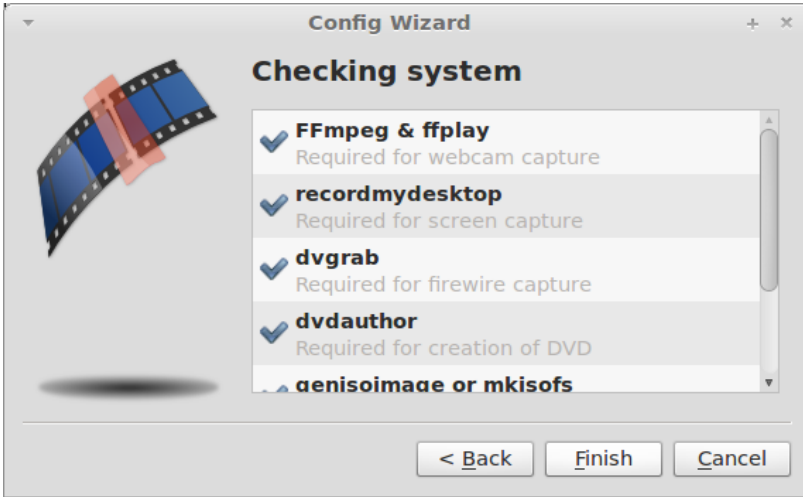 Config Wizard
Checking system
FFmpeg & ffplay
Required for webcam capture
recordmydesktop
Required for screen capture
dvgrab
Required for firewire capture
dvdauthor
Required for creation of DVD
genisoimage or mkisofs
< Back
Finish
Cancel